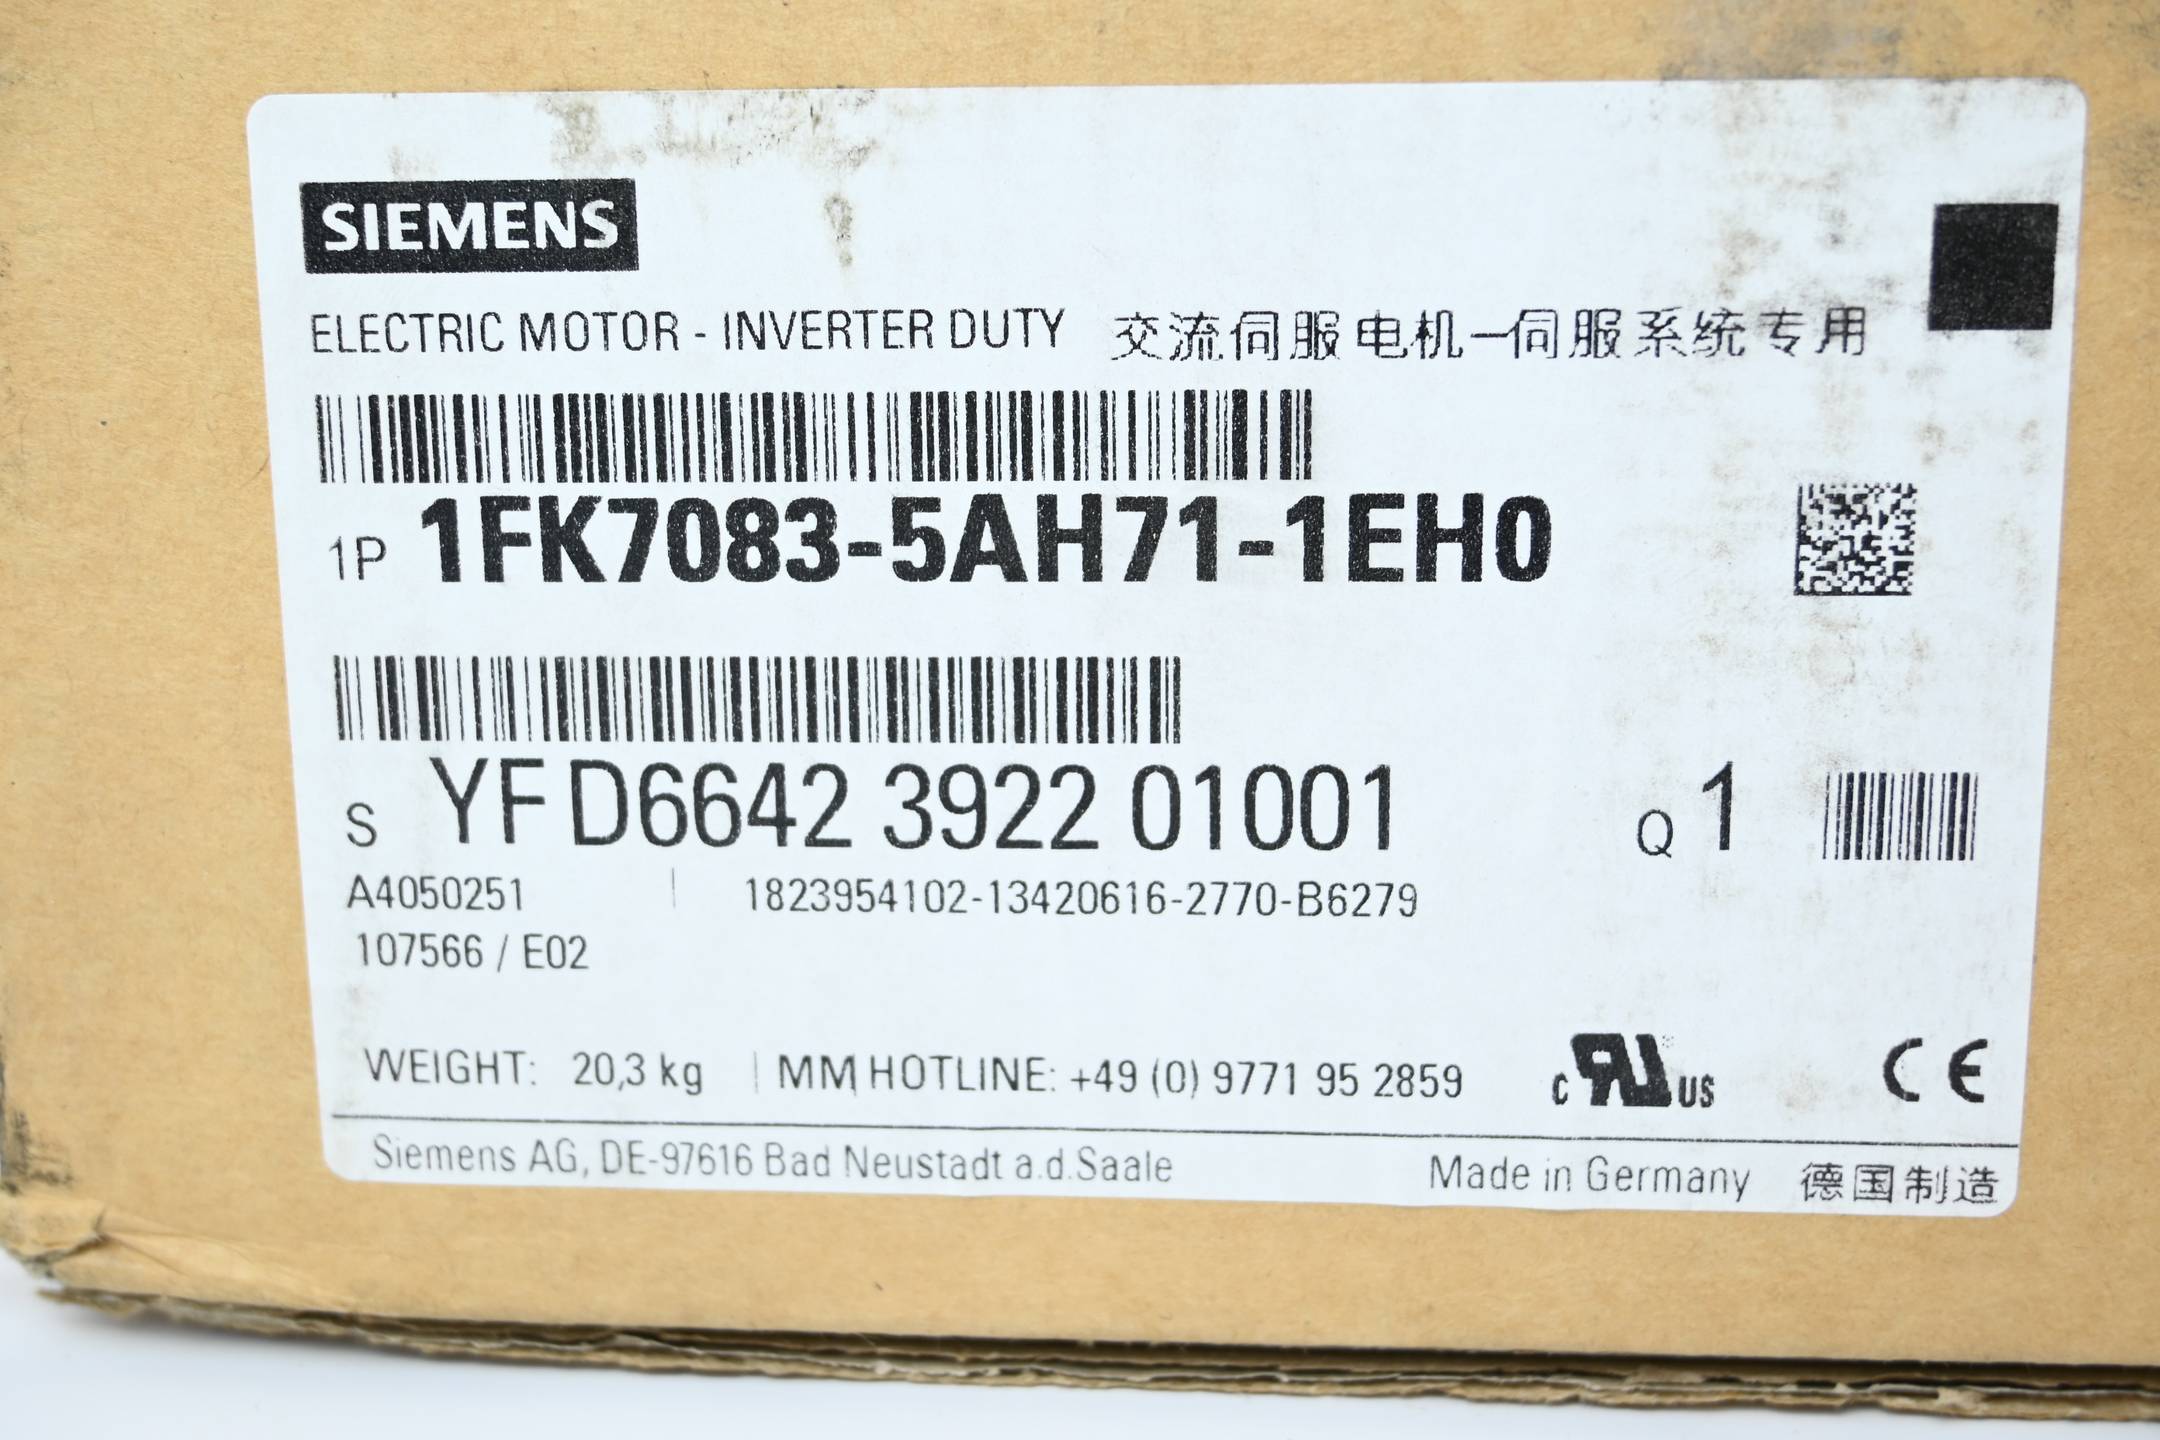 SIEMENS
ELECTRIC MOTOR - INVERTER DUTY 交流伺服电机—伺服系统专用
1P 1FK7083-5AH71-1EH0
S YF D6642 3922 01001 Q 1
A4050251 | 1823954102-13420616-2770-B6279
107566 / E02
WEIGHT: 20,3 kg | MM HOTLINE: +49 (0) 9771 95 2859 c RU ® US CE
Siemens AG, DE-97616 Bad Neustadt a.d.Saale Made in Germany 德国制造